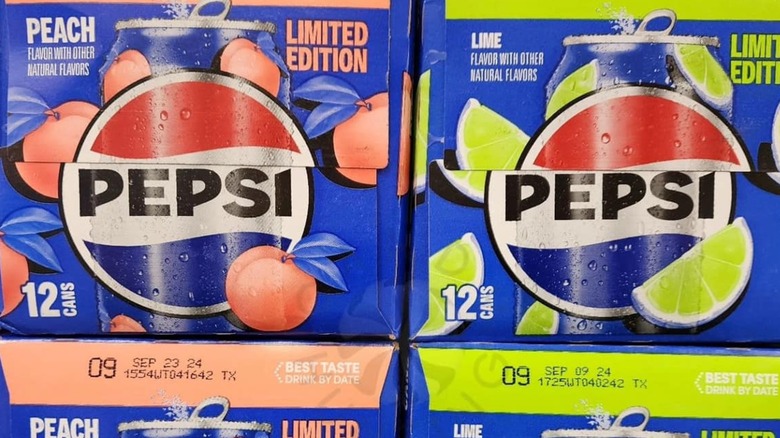 PEACH
FLAVOR WITH OTHER
NATURAL FLAVORS
LIMITED
EDITION
PEPSI
12 CANS
LIME
FLAVOR WITH OTHER
NATURAL FLAVORS
PEPSI
12 CANS
09 SEP 23 24
1554WT041642 TX
BEST TASTE
DRINK BY DATE
PEACH
LIMITED
09 SEP 09 24
1725WT040242 TX
BEST TASTE
DRINK BY DATE
LIME